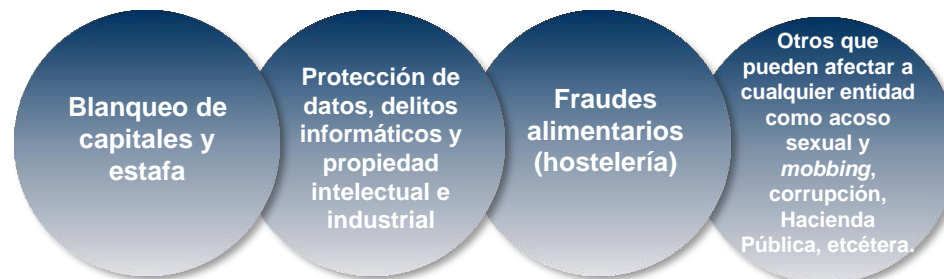 Blanqueo de
capitales y
estafa
Protección de
datos, delitos
informáticos y
propiedad
intelectual e
industrial
Fraudes
alimentarios
(hostelería)
Otros que
pueden afectar a
cualquier entidad
como acoso
sexual y
mobbing,
corrupción,
Hacienda
Pública, etcétera.